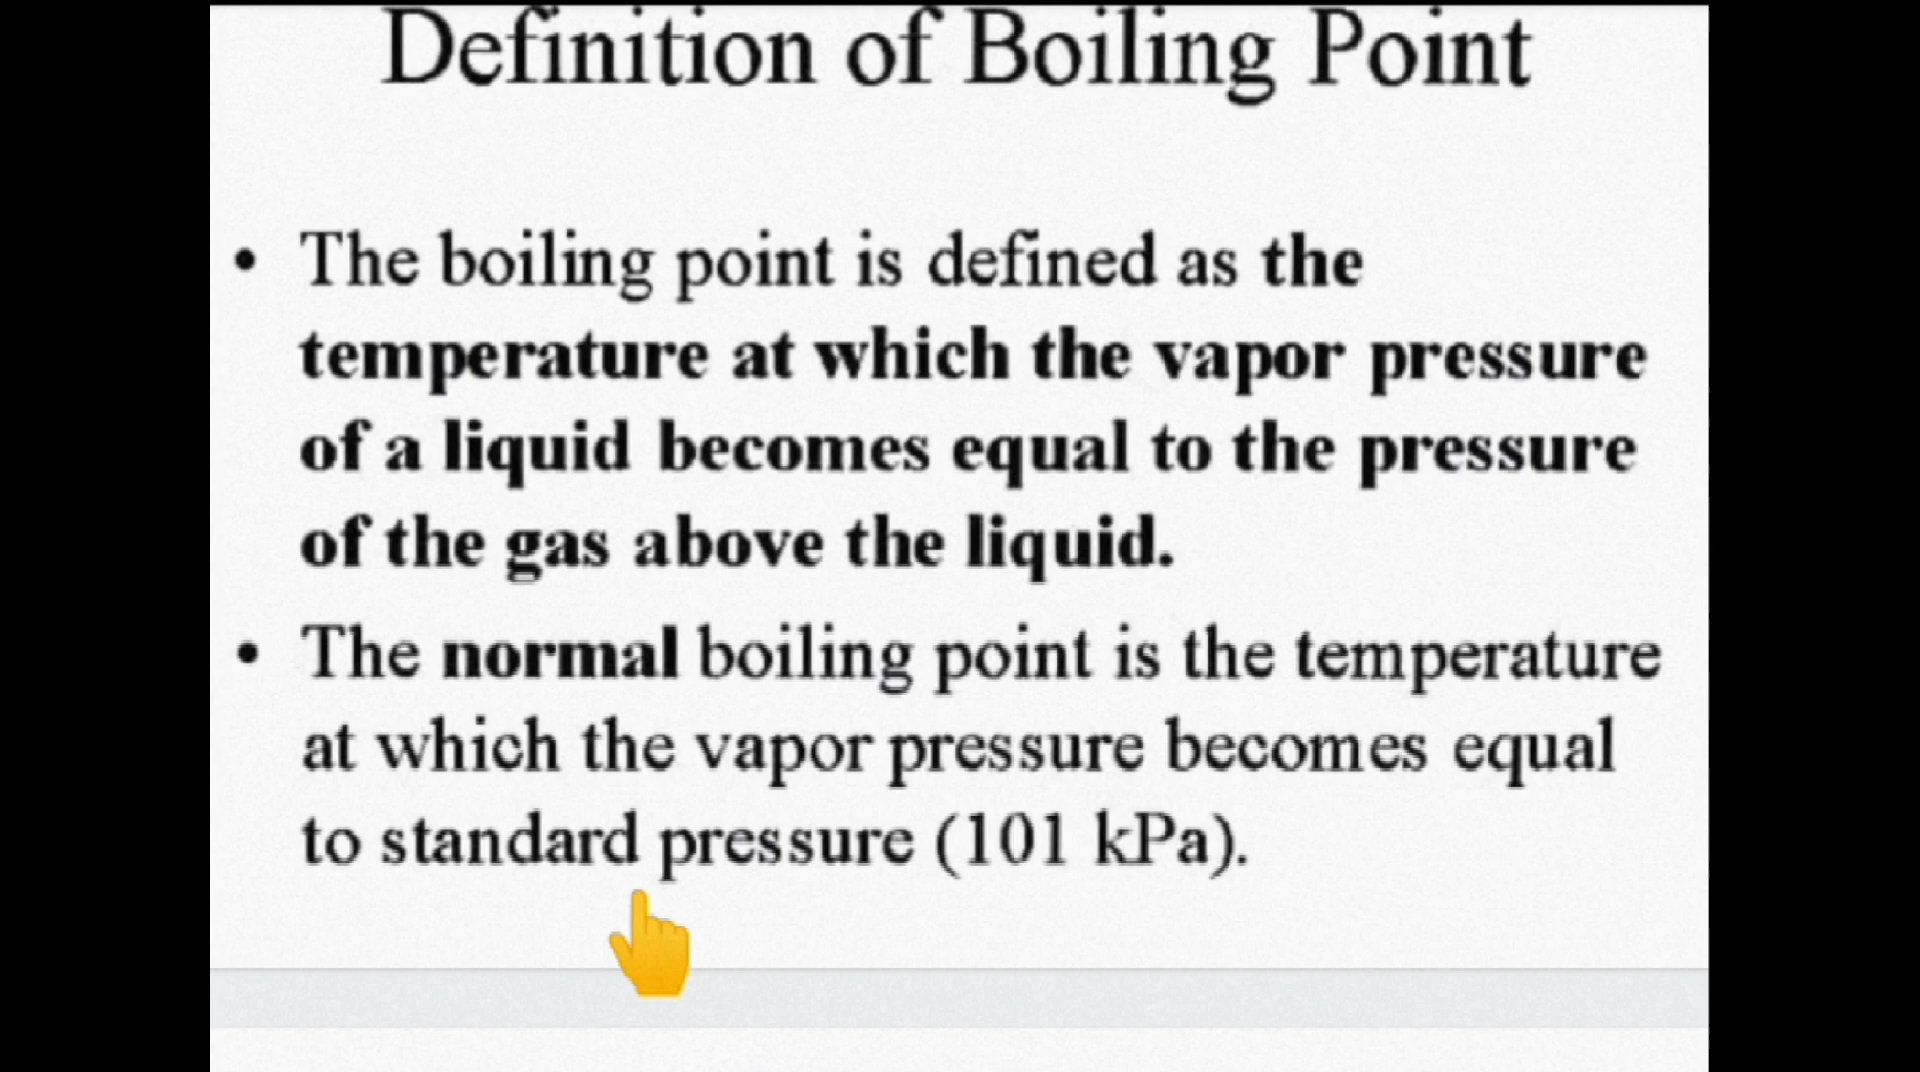 Definition of Boiling Point
• The boiling point is defined as the
temperature at which the vapor pressure
of a liquid becomes equal to the pressure
of the gas above the liquid.
• The normal boiling point is the temperature
at which the vapor pressure becomes equal
to standard pressure (101 kPa).